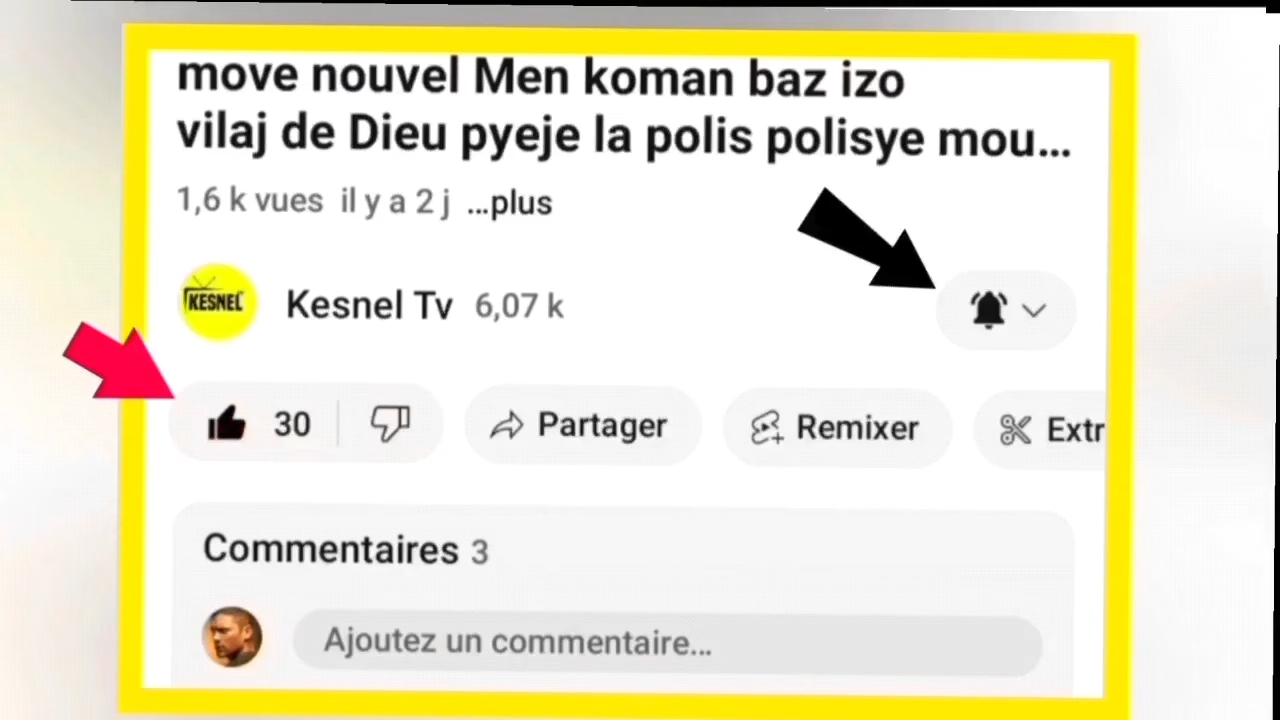 move nouvel Men koman baz izo
vilaj de Dieu pyeje la polis polisye mou...
1,6 k vues il y a 2 j ...plus
KESNEL
Kesnel Tv 6,07 k
30
Partager
Remixer
Extr
Commentaires 3
Ajoutez un commentaire...